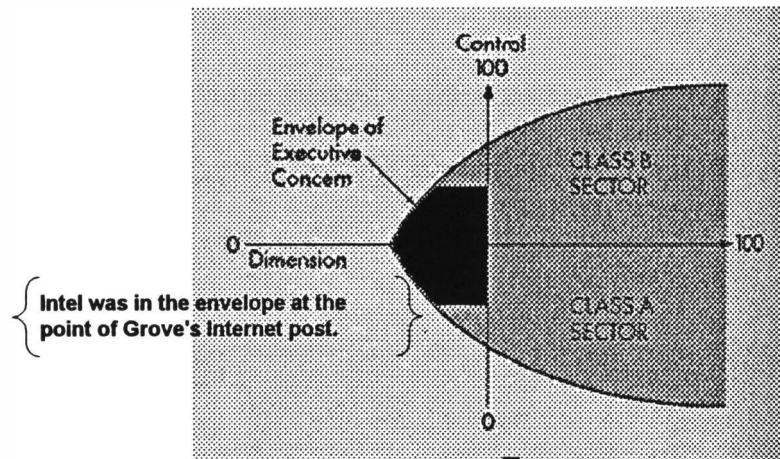 Control
100
Envelope of
Executive
Concern
CLASS B
SECTOR
0
Dimension
100
Intel was in the envelope at the
point of Grove's Internet post.
CLASS A
SECTOR
0